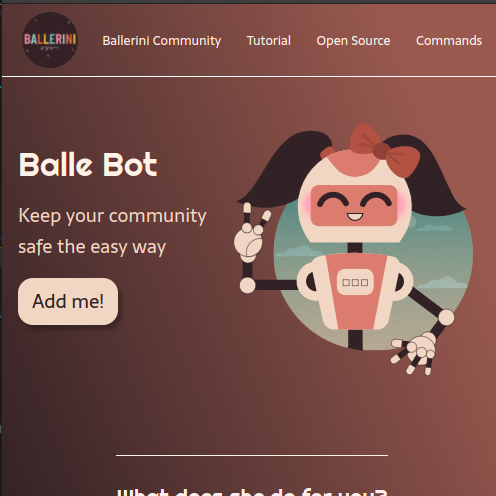 BALLERINI
Ballerini Community
Tutorial
Open Source
Commands
Balle Bot
Keep your community
safe the easy way
Add me!
What does she do for you?